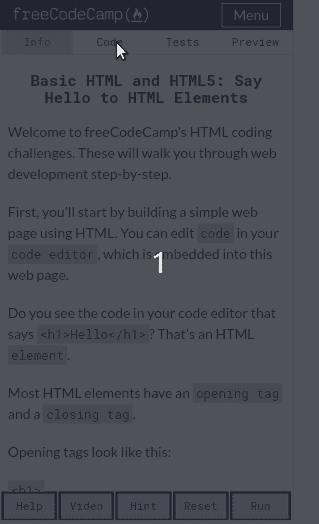 freeCodeCamp(🔥)
Menu
Info
Code
Tests
Preview
Basic HTML and HTML5: Say
Hello to HTML Elements
Welcome to freeCodeCamp's HTML coding
challenges. These will walk you through web
development step-by-step.
First, you'll start by building a simple web
page using HTML. You can edit code in your
code editor, which is embedded into this
web page.
1
Do you see the code in your code editor that
says <h1>Hello</h1>? That's an HTML
element.
Most HTML elements have an opening tag
and a closing tag.
Opening tags look like this:
<h1>
Help
Video
Hint
Reset
Run